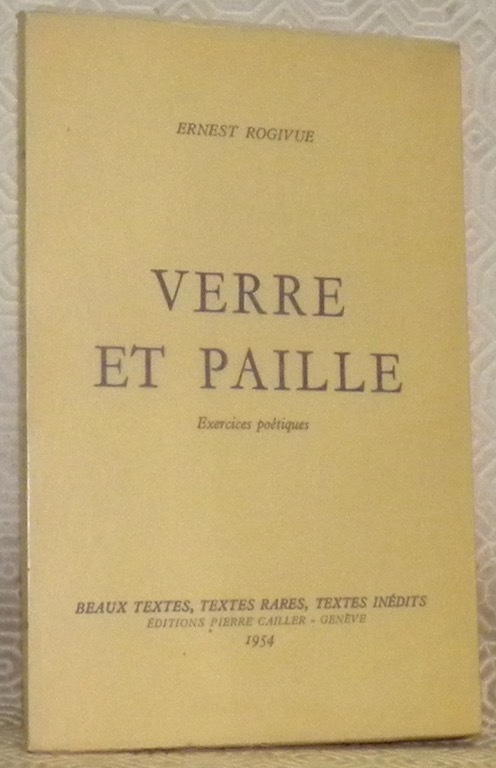 ERNEST ROGIVUE
VERRE
ET PAILLE
Exercices poétiques
BEAUX TEXTES, TEXTES RARES, TEXTES INÉDITS
ÉDITIONS PIERRE CAILLER - GENÈVE
1954